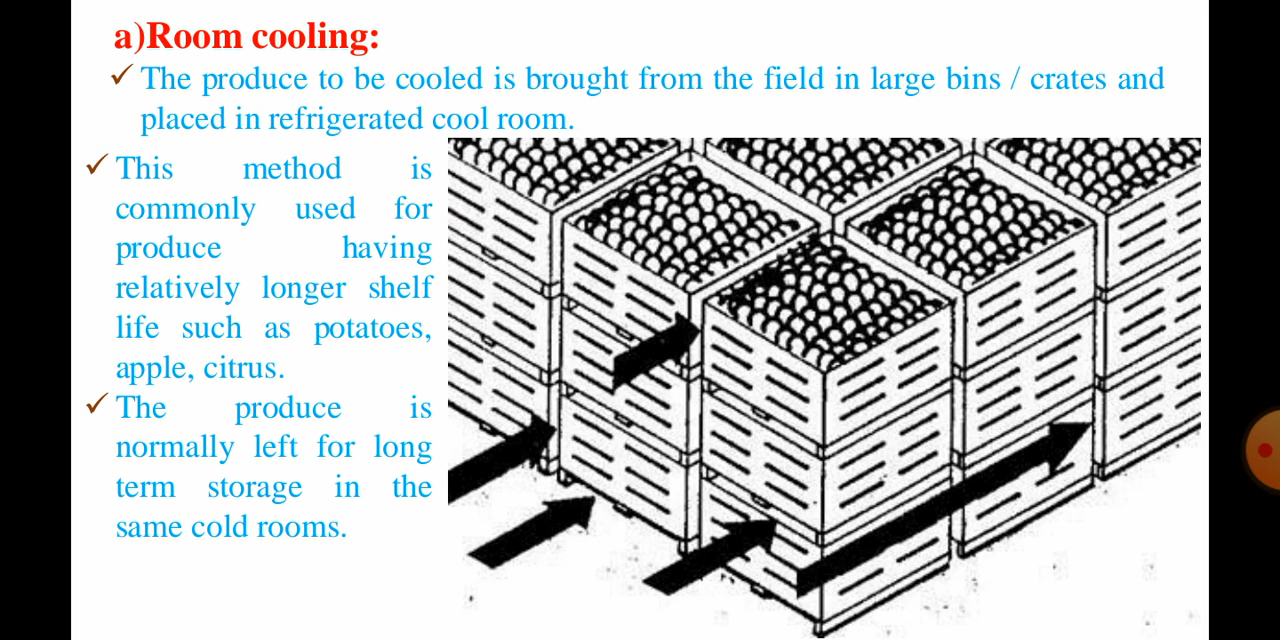 a)Room cooling:
✓ The produce to be cooled is brought from the field in large bins / crates and
placed in refrigerated cool room.
✓ This method is
commonly used for
produce having
relatively longer shelf
life such as potatoes,
apple, citrus.
✓ The produce is
normally left for long
term storage in the
same cold rooms.